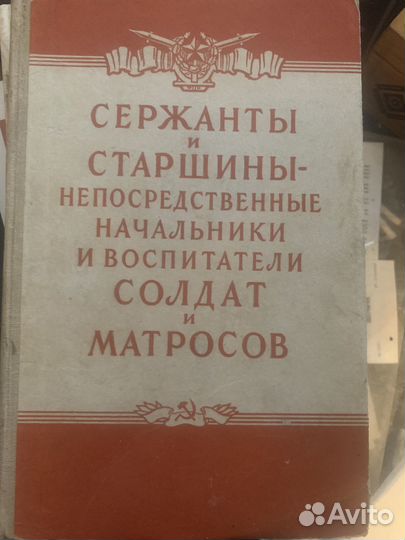 СЕРЖАНТЫ
и
СТАРШИНЫ-
НЕПОСРЕДСТВЕННЫЕ
НАЧАЛЬНИКИ
И ВОСПИТАТЕЛИ
СОЛДАТ
и
МАТРОСОВ
Avito